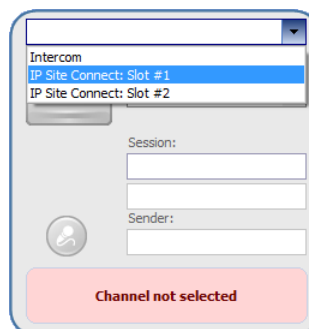 Intercom
IP Site Connect: Slot #1
IP Site Connect: Slot #2
Session:
Sender:
Channel not selected